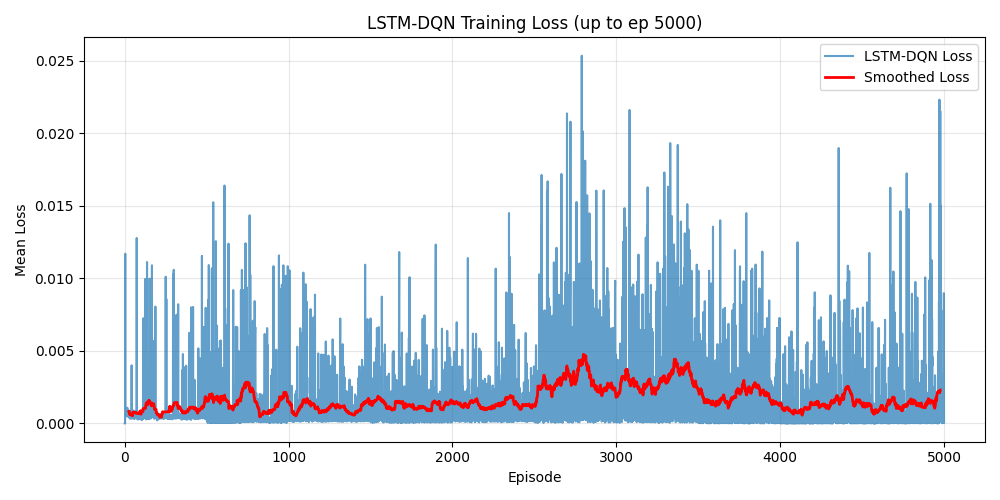 LSTM-DQN Training Loss (up to ep 5000)
LSTM-DQN Loss
Smoothed Loss
Mean Loss
0.025
0.020
0.015
0.010
0.005
0.000
0
1000
2000
3000
4000
5000
Episode